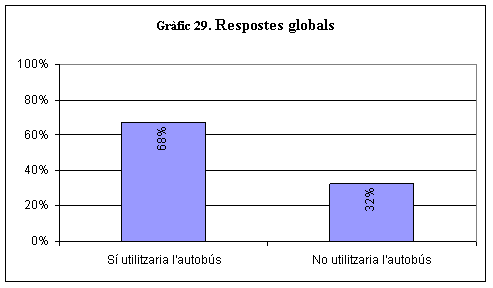 Gràfic 29. Respostes globals
100%
80%
60%
40%
20%
0%
68%
32%
Sí utilitzaria l'autobús
No utilitzaria l'autobús